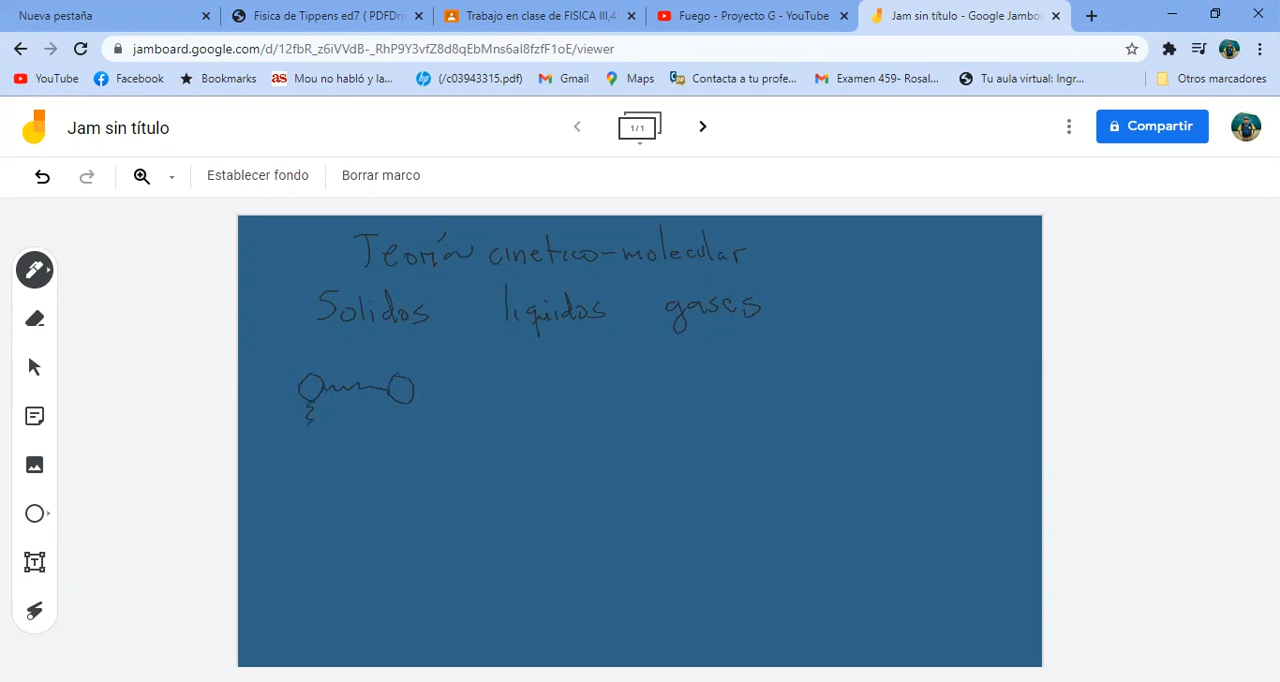 Nueva pestaña
Fisica de Tippens ed7 ( PDFDri
Trabajo en clase de FISICA III,4
Fuego - Proyecto G - YouTube
Jam sin título - Google Jamboa
jamboard.google.com/d/12fbR_z6iVVdB-_RhP9Y3vfZ8d8qEbMns6aI8fzfF1oE/viewer
YouTube Facebook Bookmarks Mou no habló y la... (/c03943315.pdf) Gmail Maps Contacta a tu profe... Examen 459- Rosal... Tu aula virtual: Ingr... Otros marcadores
Jam sin título
1 / 1
Compartir
Establecer fondo Borrar marco
Teoría cinetico-molecular
Solidos liquidos gases